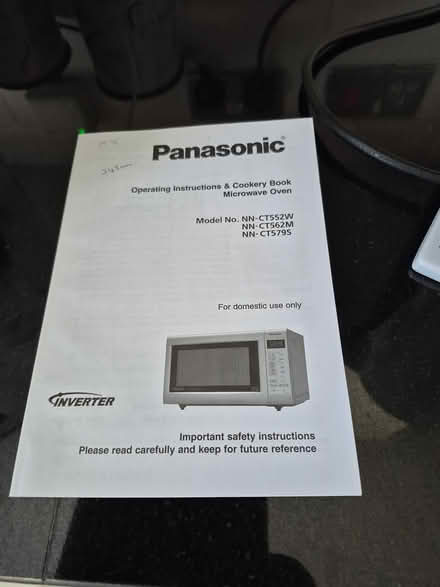 Panasonic®
Operating Instructions & Cookery Book
Microwave Oven
Model No. NN-CT552W
NN-CT562M
NN-CT579S
For domestic use only
INVERTER
Important safety instructions
Please read carefully and keep for future reference